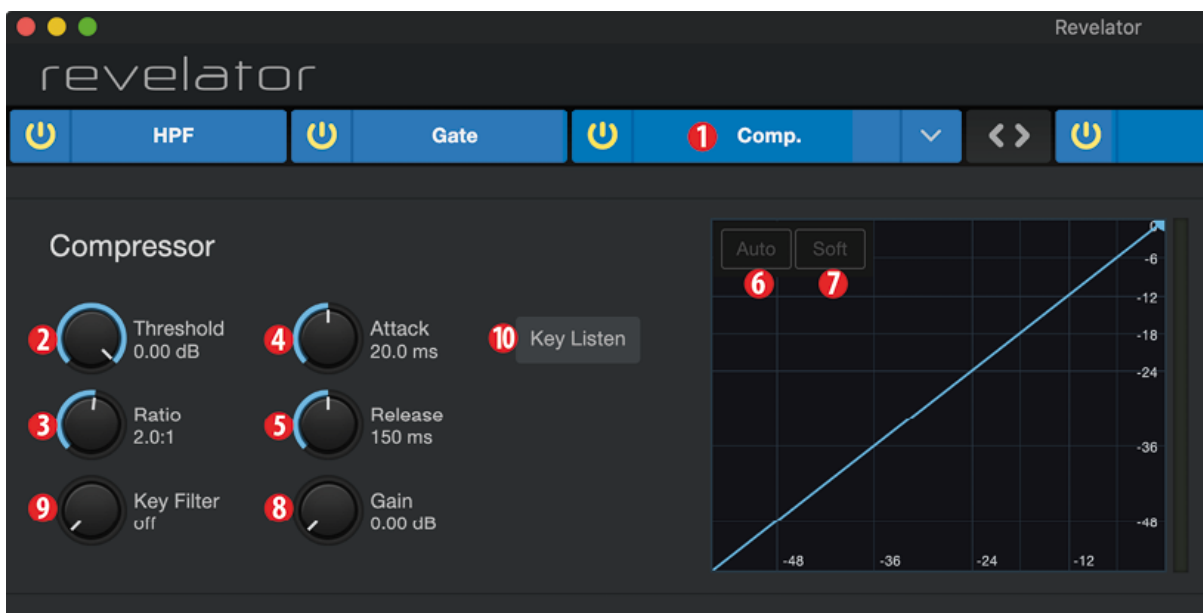 Revelator
revelator
HPF
Gate
1 Comp.
Compressor
Auto Soft
6 7
2 Threshold
0.00 dB
4 Attack
20.0 ms
10 Key Listen
3 Ratio
2.0:1
5 Release
150 ms
9 Key Filter
off
8 Gain
0.00 dB
0
-6
-12
-18
-24
-36
-48
-48 -36 -24 -12